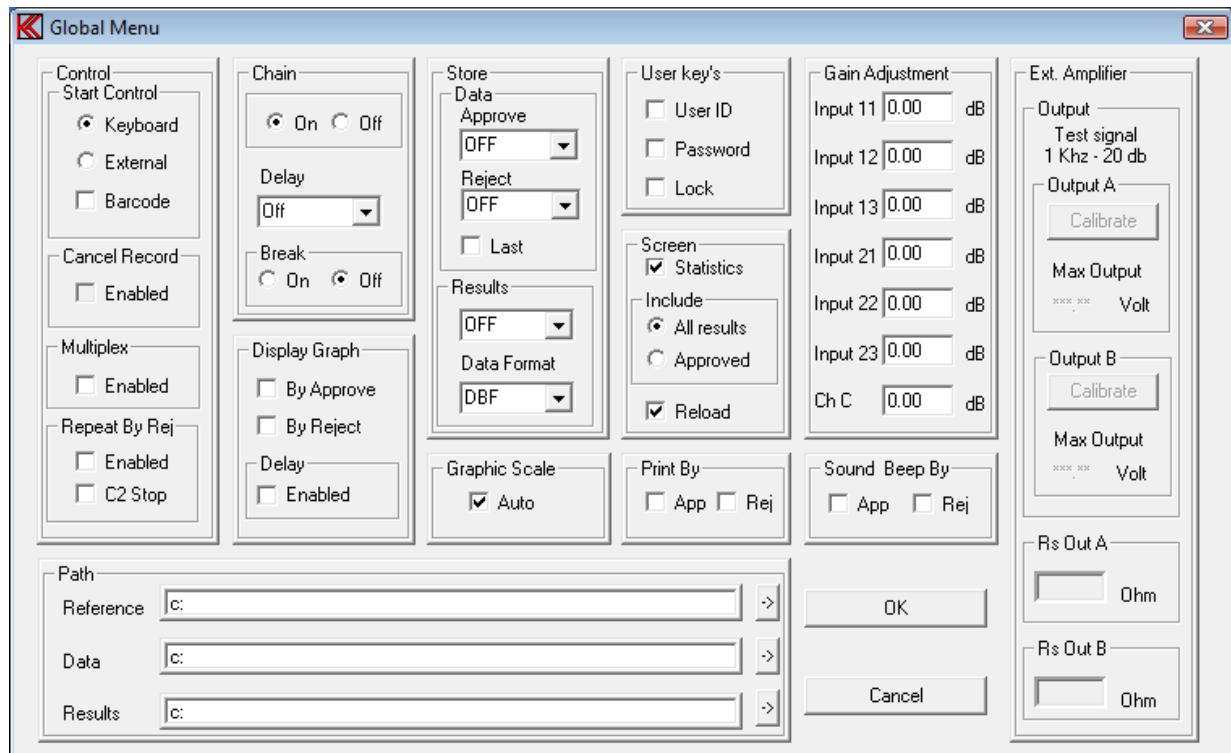 Global Menu
Control
Start Control
Keyboard
External
Barcode
Cancel Record
Enabled
Multiplex
Enabled
Repeat By Rej
Enabled
C2 Stop
Chain
On Off
Delay
Off
Break
On Off
Display Graph
By Approve
By Reject
Delay
Enabled
Store
Data
Approve
OFF
Reject
OFF
Last
Results
OFF
Data Format
DBF
Graphic Scale
Auto
User key's
User ID
Password
Lock
Screen
Statistics
Include
All results
Approved
Reload
Print By
App Rej
Gain Adjustment
Input 11 0.00 dB
Input 12 0.00 dB
Input 13 0.00 dB
Input 21 0.00 dB
Input 22 0.00 dB
Input 23 0.00 dB
Ch C 0.00 dB
Sound Beep By
App Rej
Ext. Amplifier
Output
Test signal
1 Khz - 20 db
Output A
Calibrate
Max Output
***.** Volt
Output B
Calibrate
Max Output
***.** Volt
Rs Out A
Ohm
Rs Out B
Ohm
Path
Reference c: ->
Data c: ->
Results c: ->
OK
Cancel